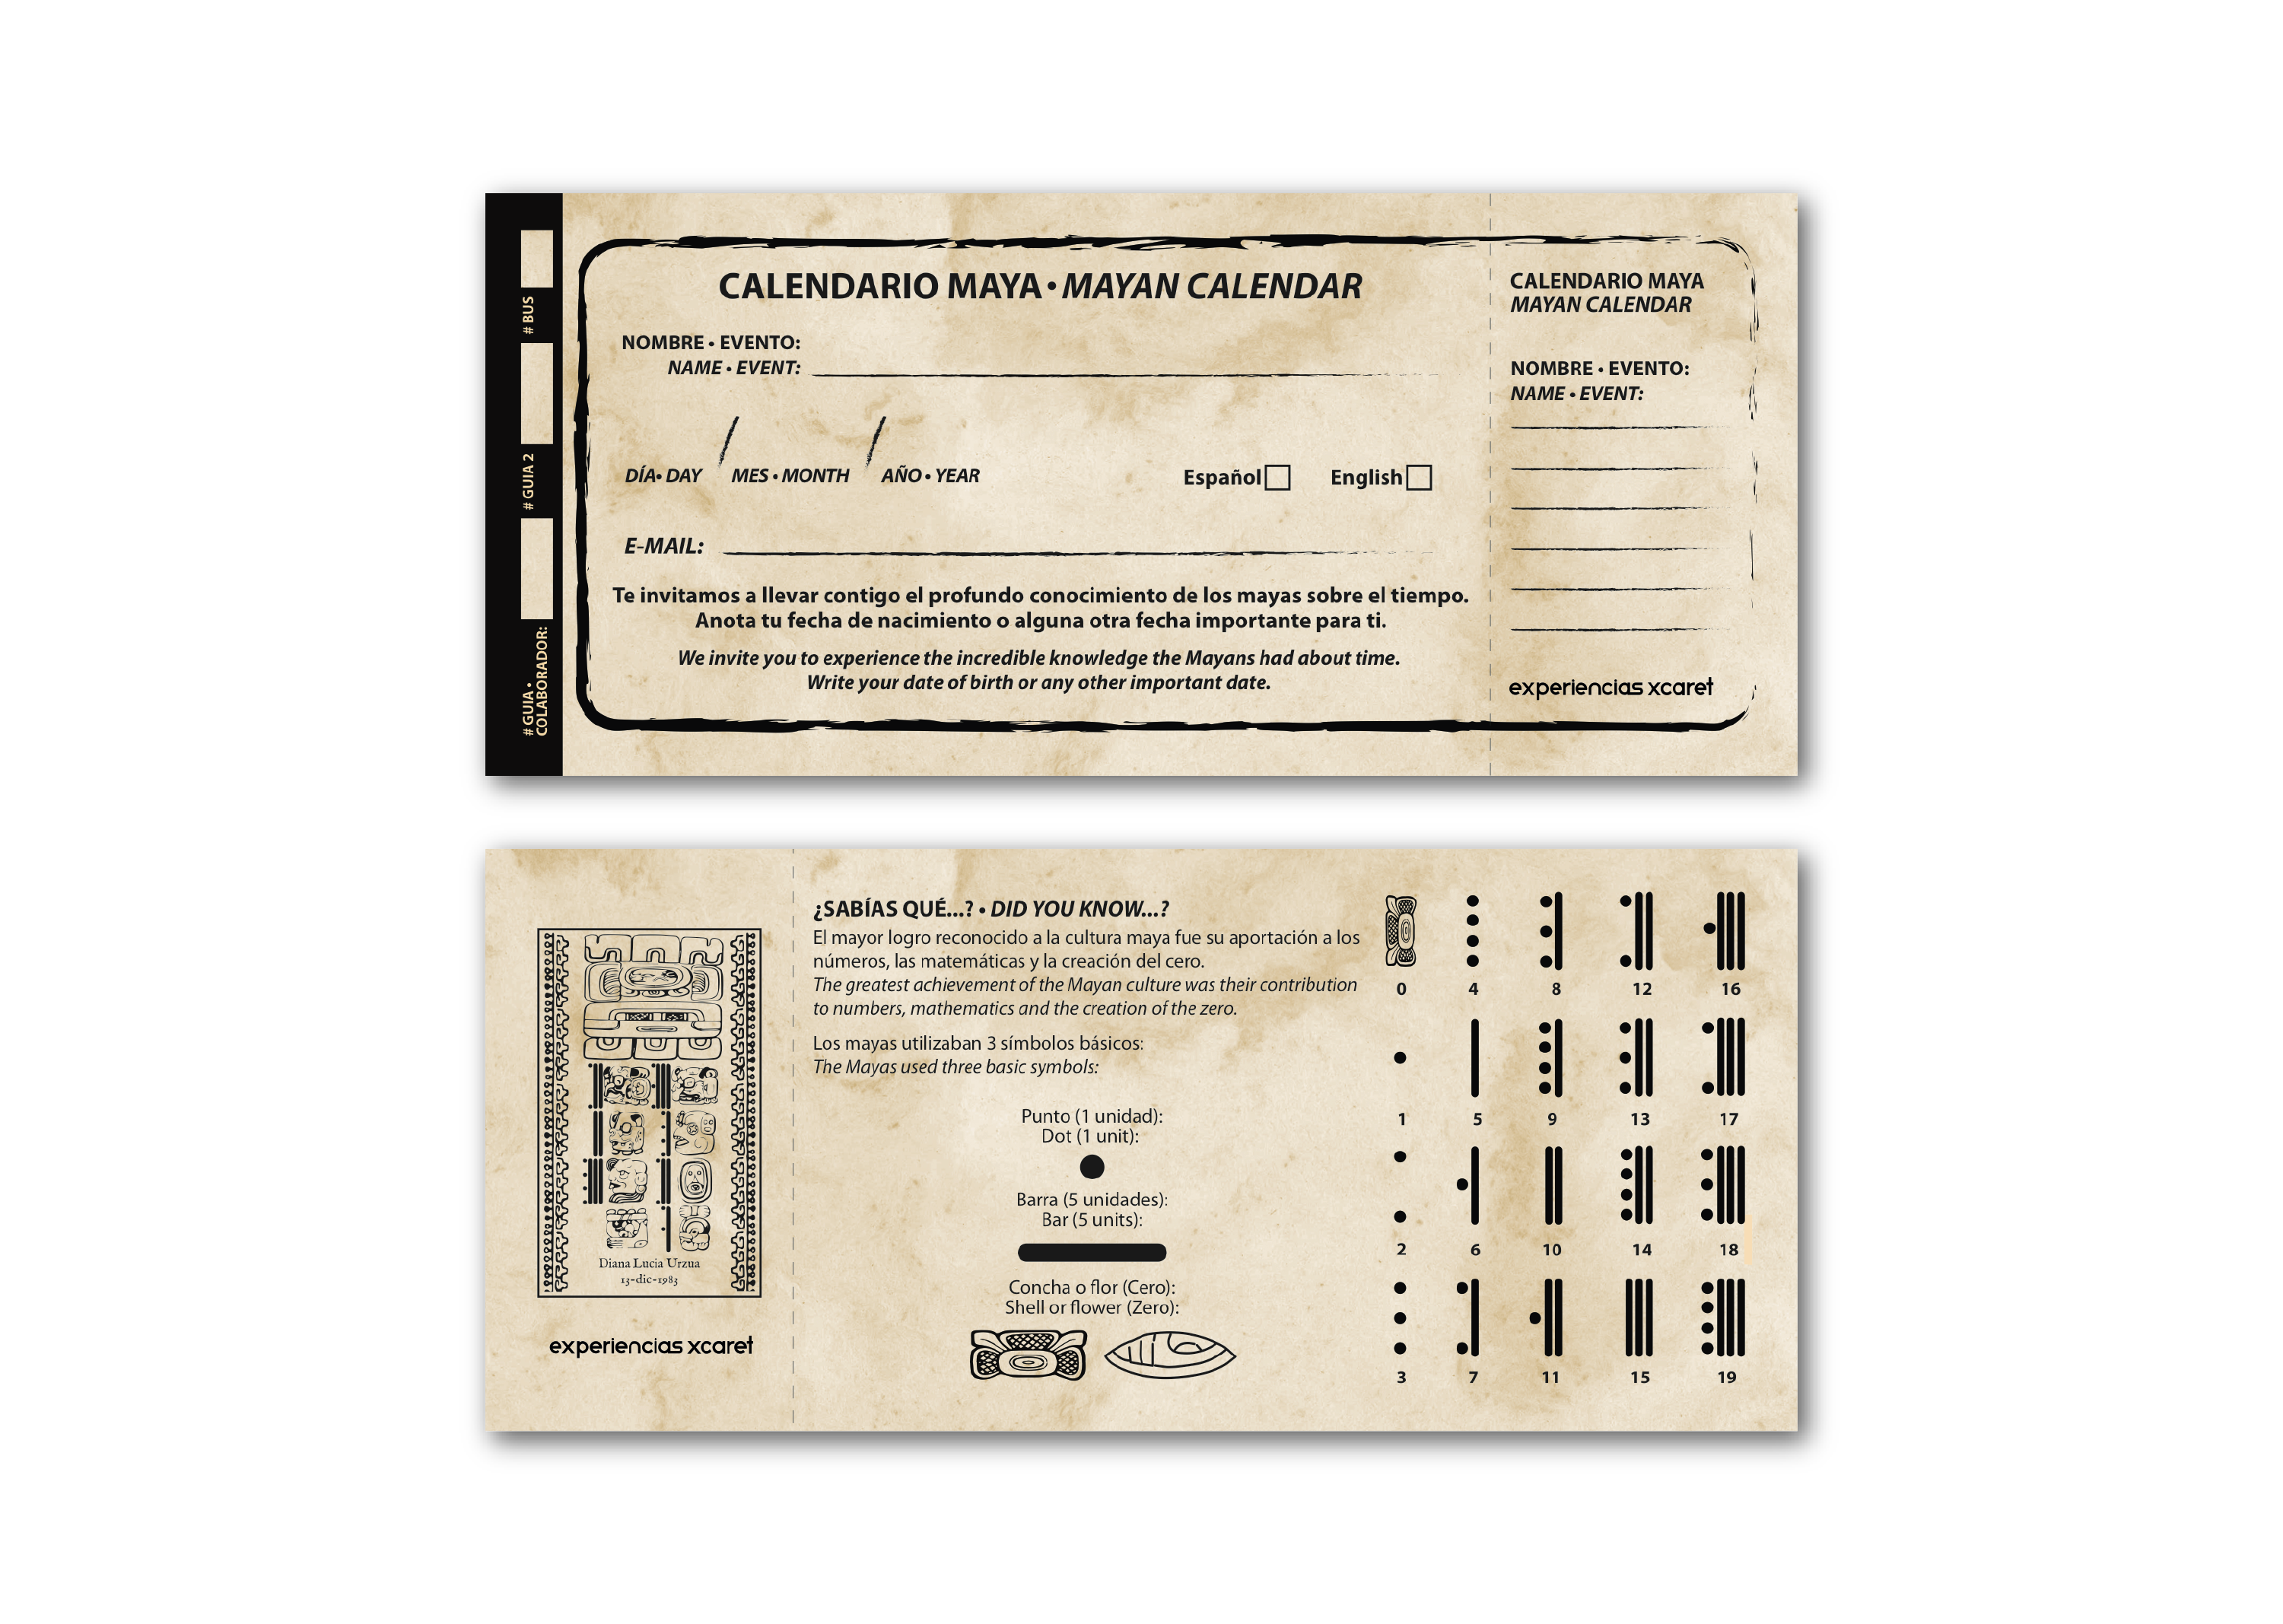 # BUS
# GUIA 2
#GUIA •
COLABORADOR:
CALENDARIO MAYA • MAYAN CALENDAR
NOMBRE • EVENTO:
NAME • EVENT:
DÍA• DAY MES • MONTH AÑO • YEAR
Español English
E-MAIL:
Te invitamos a llevar contigo el profundo conocimiento de los mayas sobre el tiempo.
Anota tu fecha de nacimiento o alguna otra fecha importante para ti.
We invite you to experience the incredible knowledge the Mayans had about time.
Write your date of birth or any other important date.
CALENDARIO MAYA
MAYAN CALENDAR
NOMBRE • EVENTO:
NAME • EVENT:
experiencias xcaret
Diana Lucia Urzua
13-dic-1983
experiencias xcaret
¿SABÍAS QUÉ...? • DID YOU KNOW...?
El mayor logro reconocido a la cultura maya fue su aportación a los
números, las matemáticas y la creación del cero.
The greatest achievement of the Mayan culture was their contribution
to numbers, mathematics and the creation of the zero.
Los mayas utilizaban 3 símbolos básicos:
The Mayas used three basic symbols:
Punto (1 unidad):
Dot (1 unit):
Barra (5 unidades):
Bar (5 units):
Concha o flor (Cero):
Shell or flower (Zero):
0 4 8 12 16
1 5 9 13 17
2 6 10 14 18
3 7 11 15 19